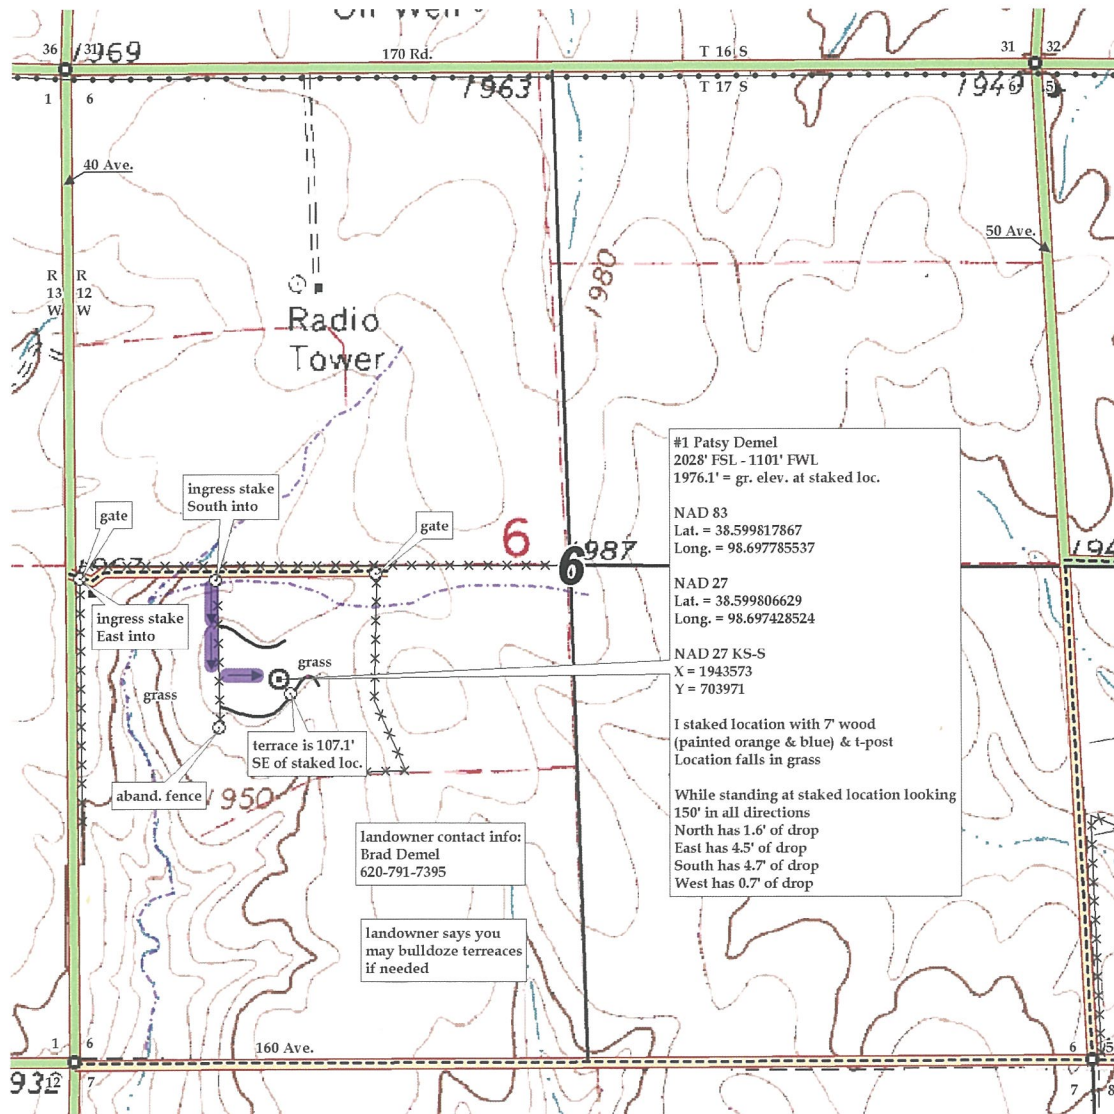 Oil Well
36 31
1969
170 Rd.
T 16 S
31 32
1 6
1963
T 17 S
1949
6 5
40 Ave.
50 Ave.
R R
13 12
W W
1980
Radio
Tower
#1 Patsy Demel
2028' FSL - 1101' FWL
1976.1' = gr. elev. at staked loc.
NAD 83
Lat. = 38.599817867
Long. = 98.697785537
NAD 27
Lat. = 38.599806629
Long. = 98.697428524
NAD 27 KS-S
X = 1943573
Y = 703971
I staked location with 7' wood
(painted orange & blue) & t-post
Location falls in grass
While standing at staked location looking
150' in all directions
North has 1.6' of drop
East has 4.5' of drop
South has 4.7' of drop
West has 0.7' of drop
ingress stake
South into
gate
gate
6
6
1987
194
ingress stake
East into
grass
grass
terrace is 107.1'
SE of staked loc.
aband. fence
1950
landowner contact info:
Brad Demel
620-791-7395
landowner says you
may bulldoze terreaces
if needed
1 6
160 Ave.
6 5
932
12 7
7 8